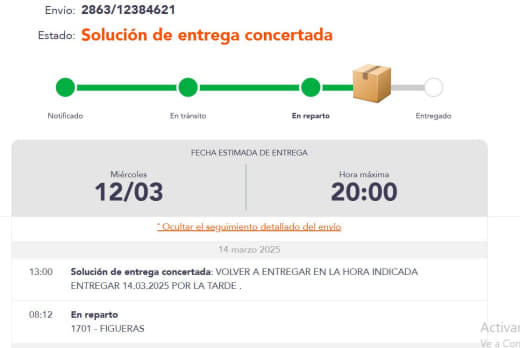 Envío: 2863/12384621
Estado: Solución de entrega concertada
Notificado
En tránsito
En reparto
Entregado
FECHA ESTIMADA DE ENTREGA
Miércoles
12/03
Hora máxima
20:00
ˆ Ocultar el seguimiento detallado del envío
14 marzo 2025
13:00 Solución de entrega concertada: VOLVER A ENTREGAR EN LA HORA INDICADA
ENTREGAR 14.03.2025 POR LA TARDE .
08:12 En reparto
1701 - FIGUERAS
Activar
Ve a Con